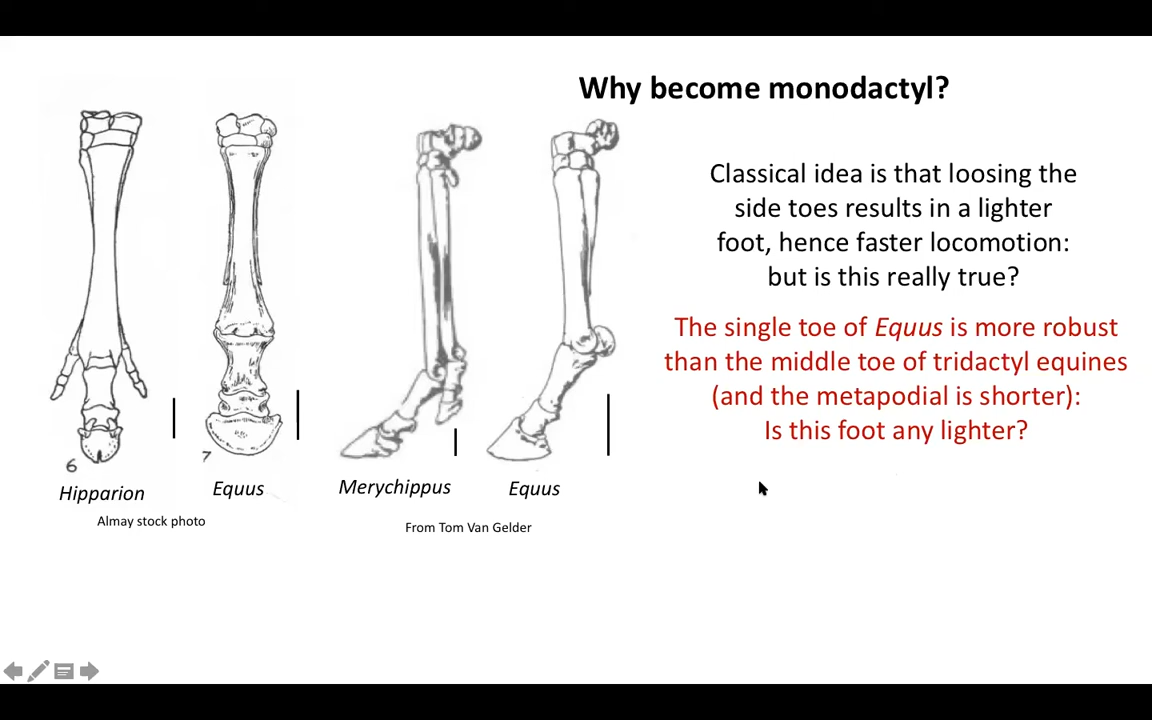 Why become monodactyl?
Classical idea is that loosing the
side toes results in a lighter
foot, hence faster locomotion:
but is this really true?
The single toe of Equus is more robust
than the middle toe of tridactyl equines
(and the metapodial is shorter):
Is this foot any lighter?
6
7
Hipparion
Equus
Merychippus
Equus
Almay stock photo
From Tom Van Gelder